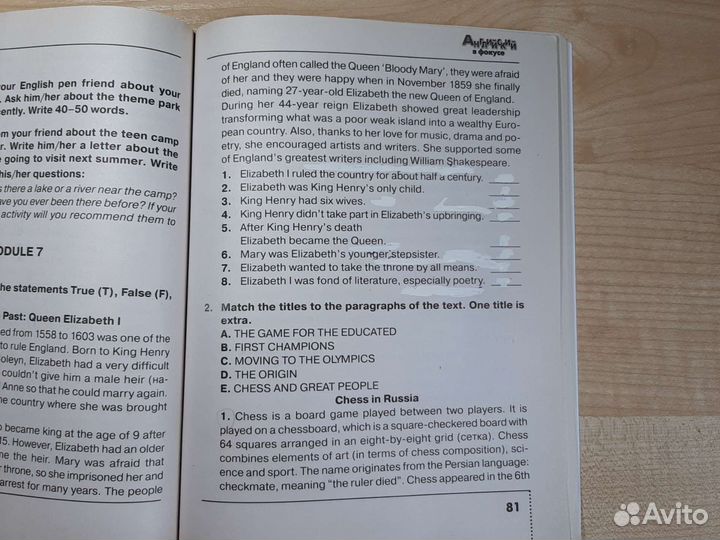 our English pen friend about your
. Ask him/her about the theme park
cently. Write 40–50 words.
om your friend about the teen camp
r. Write him/her a letter about the
e going to visit next summer. Write
his/her questions:
s there a lake or a river near the camp?
ave you ever been there before? If your
activity will you recommend them to
ODULE 7
he statements True (T), False (F),
Past: Queen Elizabeth I
ed from 1558 to 1603 was one of the
to rule England. Born to King Henry
oleyn, Elizabeth had a very difficult
couldn't give him a male heir (на-
Anne so that he could marry again.
he country where she was brought
o became king at the age of 9 after
15. However, Elizabeth had an older
me the heir. Mary was afraid that
r throne, so she imprisoned her and
arrest for many years. The people
Английский
в фокусе
of England often called the Queen 'Bloody Mary', they were afraid
of her and they were happy when in November 1859 she finally
died, naming 27-year-old Elizabeth the new Queen of England.
During her 44-year reign Elizabeth showed great leadership
transforming what was a poor weak island into a wealthy Euro-
pean country. Also, thanks to her love for music, drama and po-
etry, she encouraged artists and writers. She supported some
of England's greatest writers including William Shakespeare.
1. Elizabeth I ruled the country for about half a century.
2. Elizabeth was King Henry's only child.
3. King Henry had six wives.
4. King Henry didn't take part in Elizabeth's upbringing.
5. After King Henry's death
Elizabeth became the Queen.
6. Mary was Elizabeth's younger stepsister.
7. Elizabeth wanted to take the throne by all means.
8. Elizabeth I was fond of literature, especially poetry.
2. Match the titles to the paragraphs of the text. One title is
extra.
A. THE GAME FOR THE EDUCATED
B. FIRST CHAMPIONS
C. MOVING TO THE OLYMPICS
D. THE ORIGIN
E. CHESS AND GREAT PEOPLE
Chess in Russia
1. Chess is a board game played between two players. It is
played on a chessboard, which is a square-checkered board with
64 squares arranged in an eight-by-eight grid (сетка). Chess
combines elements of art (in terms of chess composition), sci-
ence and sport. The name originates from the Persian language:
checkmate, meaning "the ruler died". Chess appeared in the 6th
81
Avito